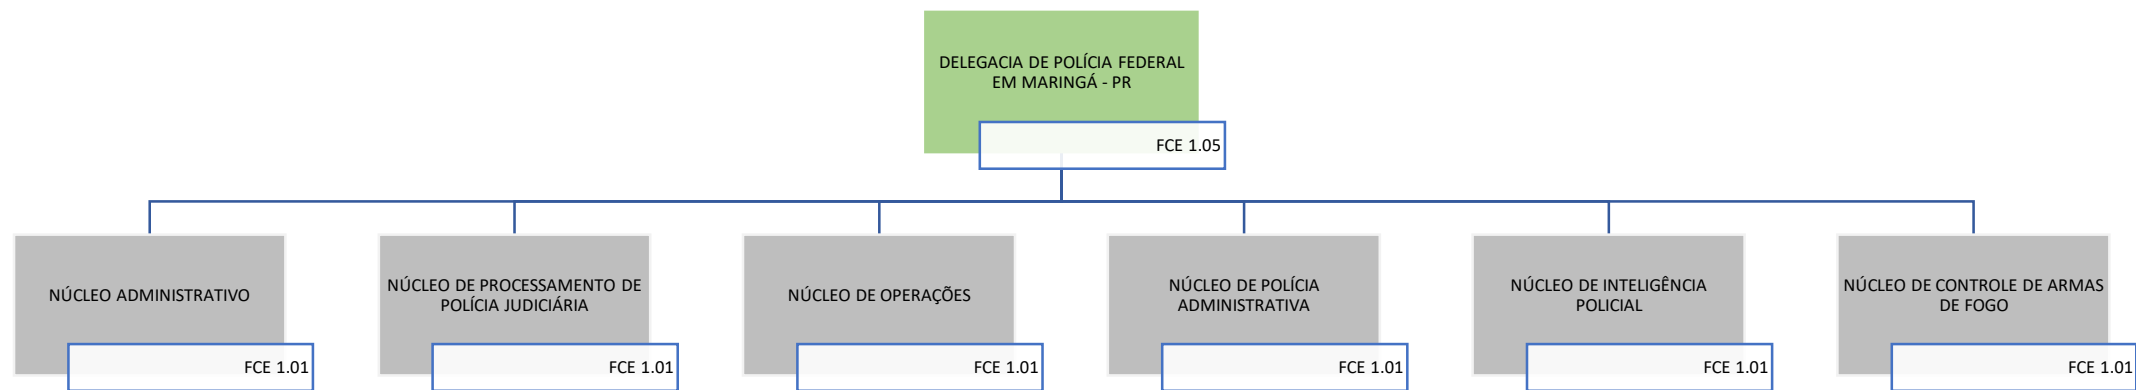 DELEGACIA DE POLÍCIA FEDERAL
EM MARINGÁ - PR
FCE 1.05
NÚCLEO ADMINISTRATIVO
FCE 1.01
NÚCLEO DE PROCESSAMENTO DE
POLÍCIA JUDICIÁRIA
FCE 1.01
NÚCLEO DE OPERAÇÕES
FCE 1.01
NÚCLEO DE POLÍCIA
ADMINISTRATIVA
FCE 1.01
NÚCLEO DE INTELIGÊNCIA
POLICIAL
FCE 1.01
NÚCLEO DE CONTROLE DE ARMAS
DE FOGO
FCE 1.01